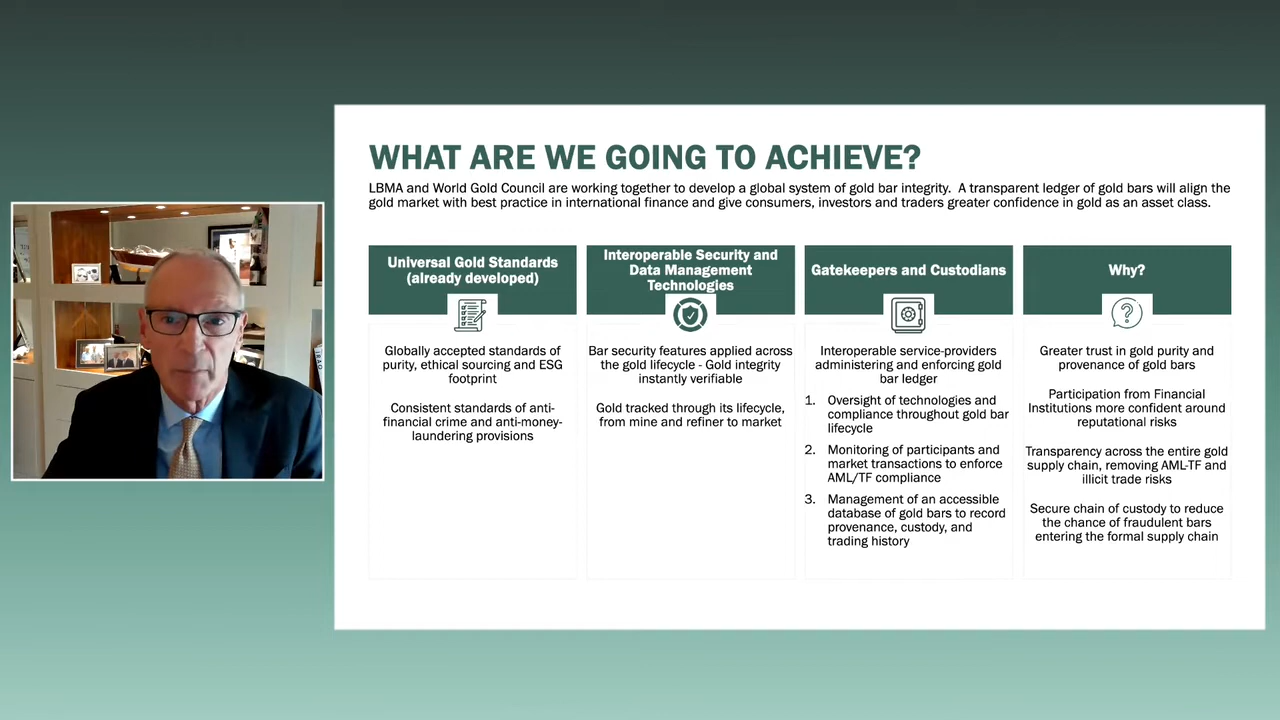 WHAT ARE WE GOING TO ACHIEVE?
LBMA and World Gold Council are working together to develop a global system of gold bar integrity.  A transparent ledger of gold bars will align the
gold market with best practice in international finance and give consumers, investors and traders greater confidence in gold as an asset class.
Universal Gold Standards
(already developed)
Globally accepted standards of
purity, ethical sourcing and ESG
footprint
Consistent standards of anti-
financial crime and anti-money-
laundering provisions
Interoperable Security and
Data Management
Technologies
Bar security features applied across
the gold lifecycle - Gold integrity
instantly verifiable
Gold tracked through its lifecycle,
from mine and refiner to market
Gatekeepers and Custodians
Interoperable service-providers
administering and enforcing gold
bar ledger
1. Oversight of technologies and
compliance throughout gold bar
lifecycle
2. Monitoring of participants and
market transactions to enforce
AML/TF compliance
3. Management of an accessible
database of gold bars to record
provenance, custody, and
trading history
Why?
?
Greater trust in gold purity and
provenance of gold bars
Participation from Financial
Institutions more confident around
reputational risks
Transparency across the entire gold
supply chain, removing AML-TF and
illicit trade risks
Secure chain of custody to reduce
the chance of fraudulent bars
entering the formal supply chain
IRAQ